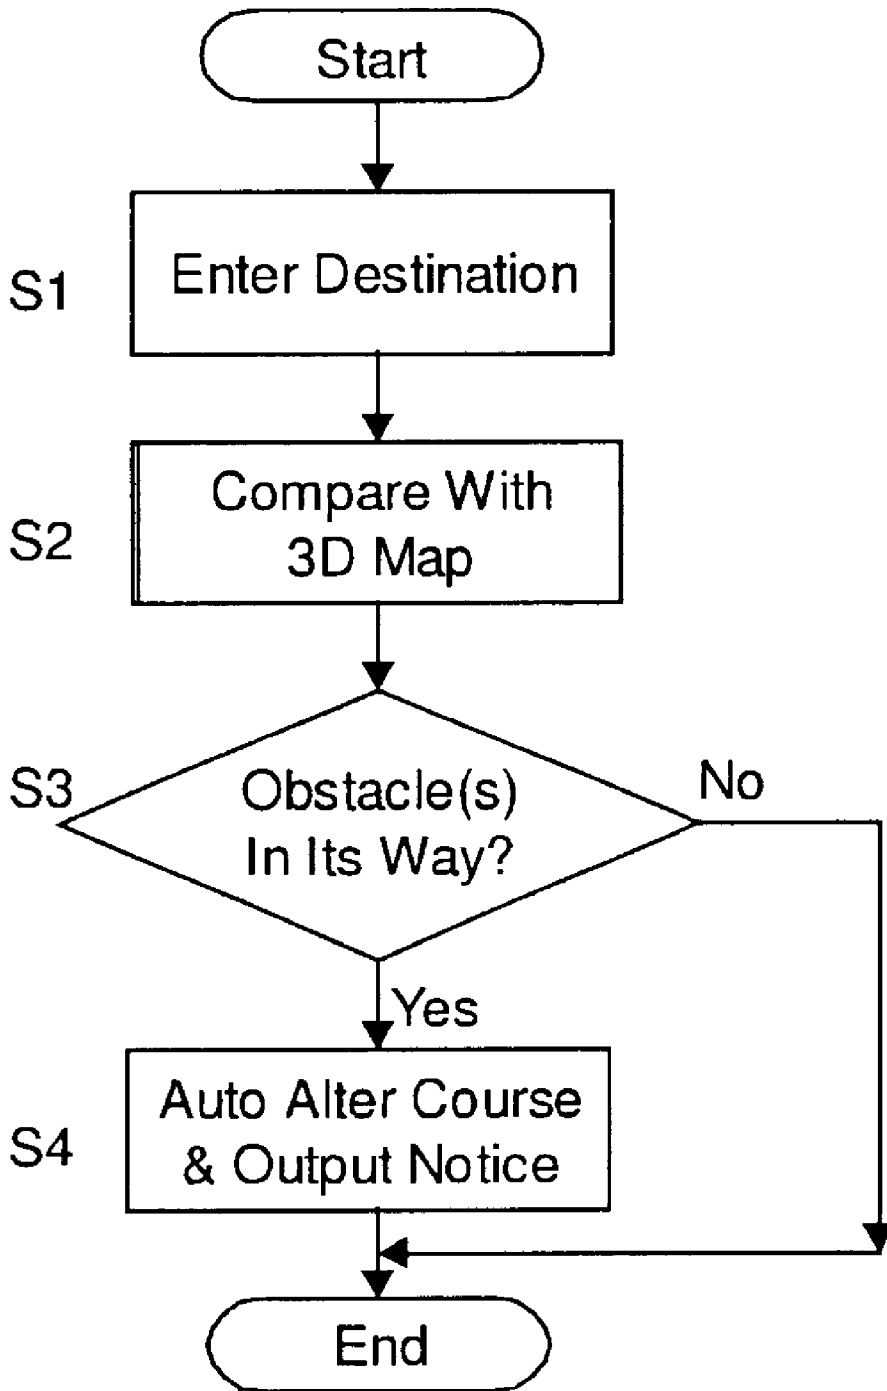 Start
S1
Enter Destination
S2
Compare With
3D Map
S3
Obstacle(s)
In Its Way?
No
Yes
S4
Auto Alter Course
& Output Notice
End